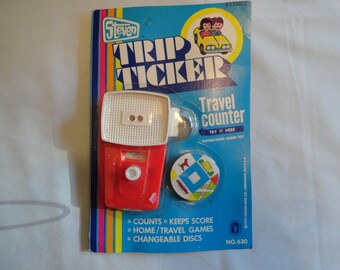 Steven
TRIP
TICKER
Travel
counter
TRY IT HERE
• COUNTS • KEEPS SCORE
• HOME/TRAVEL GAMES
• CHANGEABLE DISCS
NO. 630